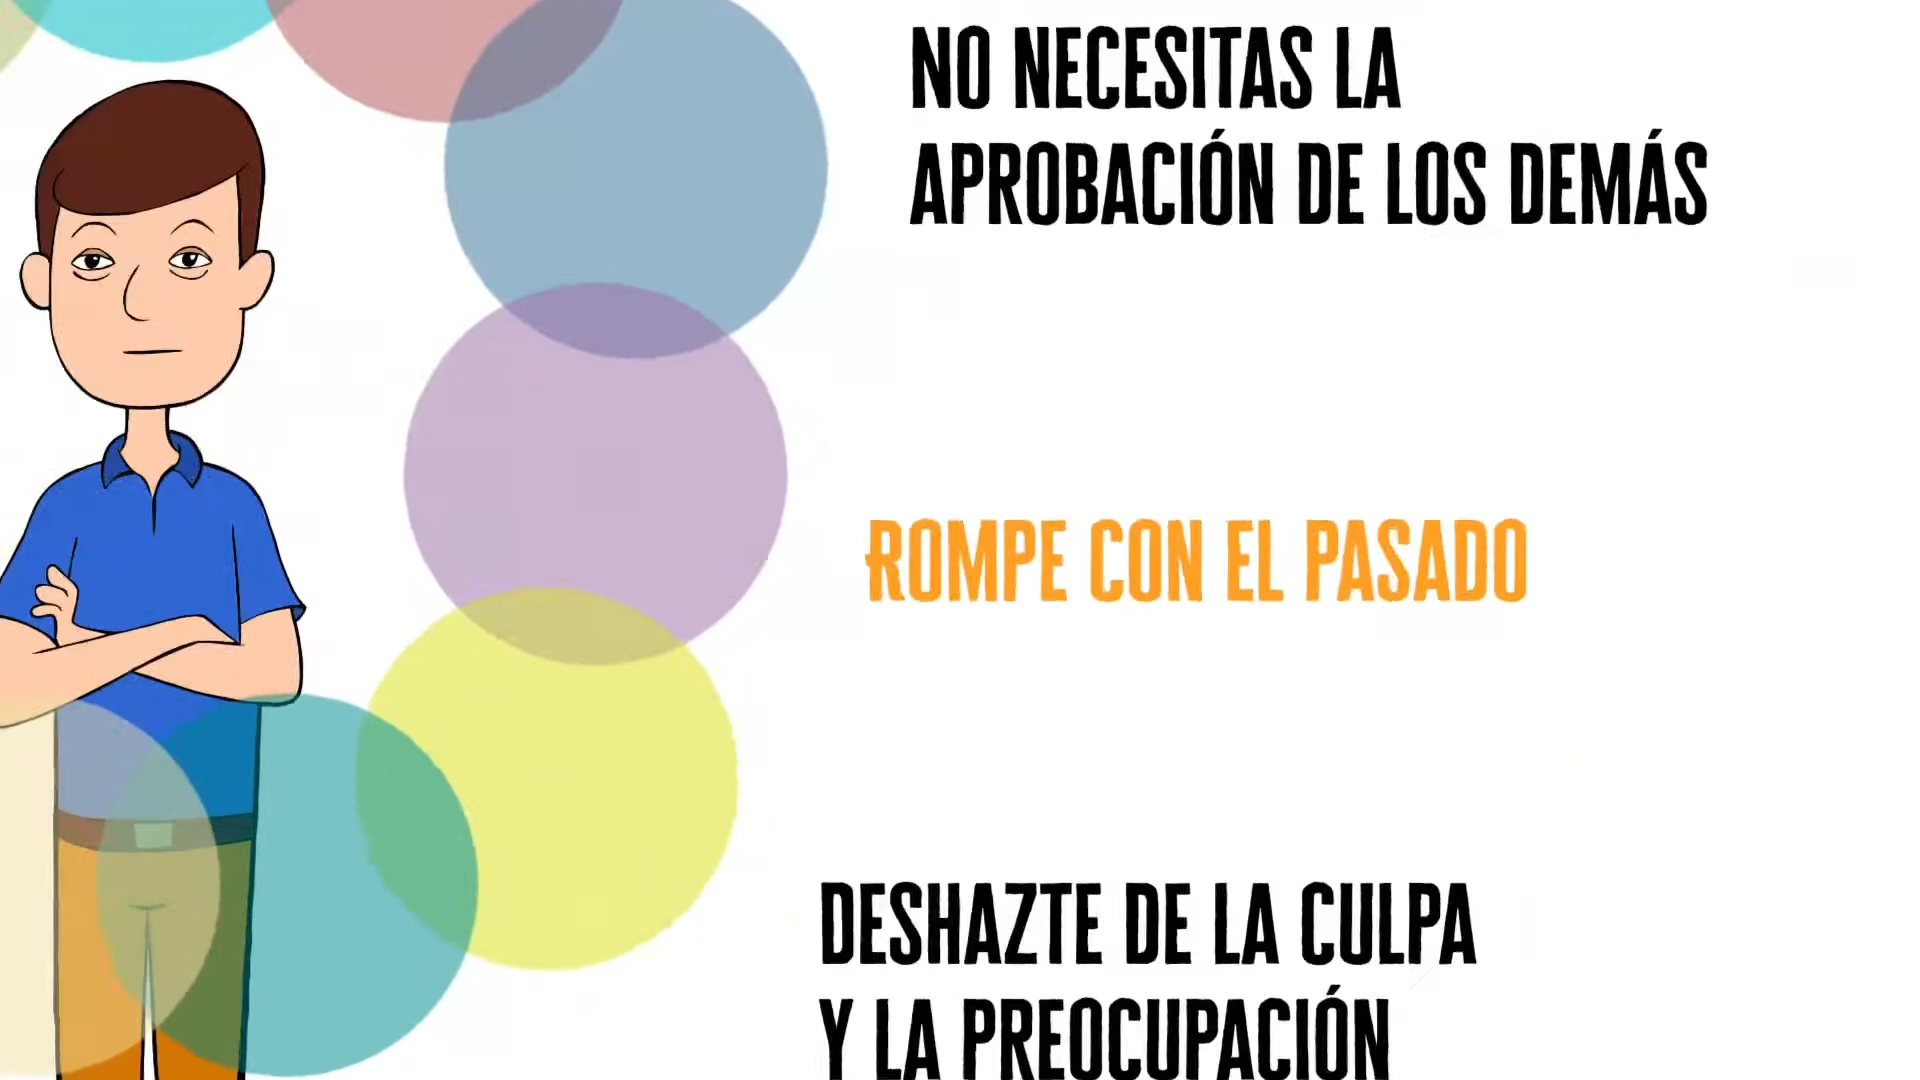 NO NECESITAS LA
APROBACIÓN DE LOS DEMÁS
ROMPE CON EL PASADO
DESHAZTE DE LA CULPA
Y LA PREOCUPACIÓN